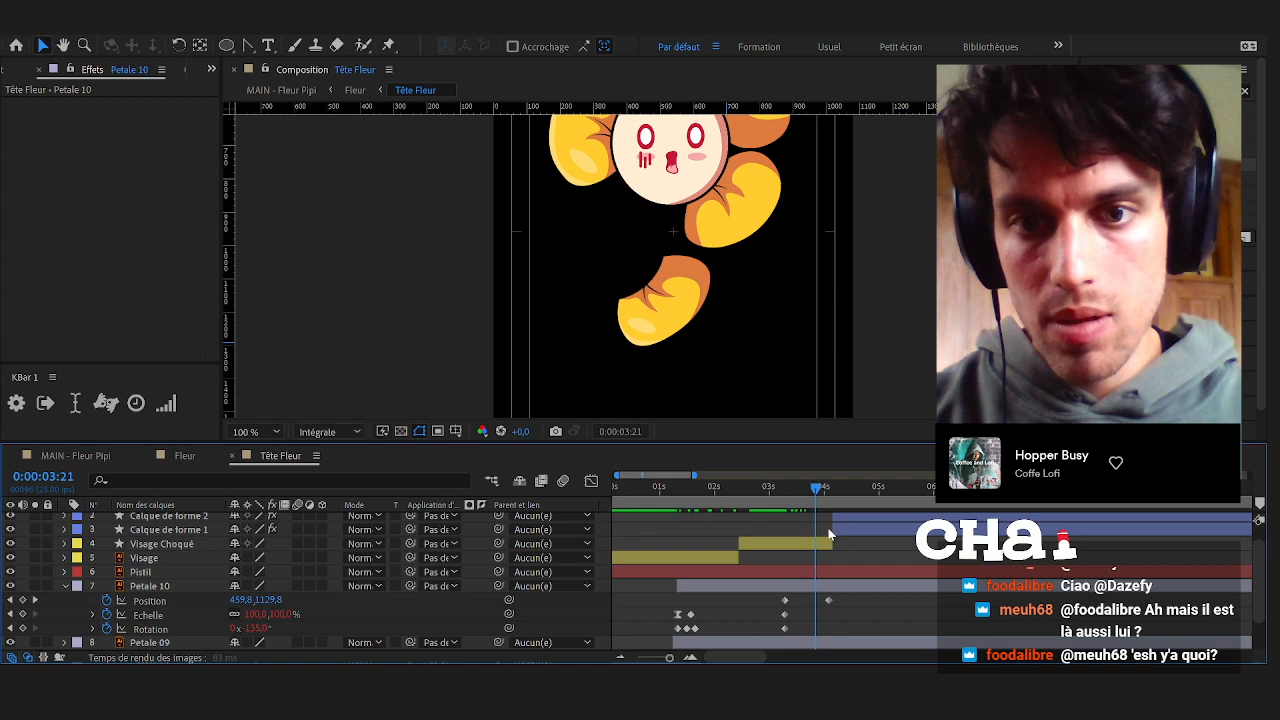 Accrochage
Par défaut
Formation
Usuel
Petit écran
Bibliothèques
Effets Petale 10
Tête Fleur • Petale 10
Composition Tête Fleur
MAIN - Fleur Pipi
Fleur
Tête Fleur
700 600 500 400 300 200 100 0 100 200 300 400 500 600 700 800 900 1000 1100 1200
KBar 1
100 %
Intégrale
+0,0
0:00:03:21
MAIN - Fleur Pipi
Fleur
Tête Fleur
0:00:03:21
00096 (25.00 ips)
N° Nom des calques Mode T Application d'... Parent et lien
01s 02s 03s 04s 05s 06s
2 Calque de forme 2 Norm Pas de Aucun(e)
3 Calque de forme 1 Norm Pas de Aucun(e)
4 Visage Choqué Norm Pas de Aucun(e)
5 Visage Norm Pas de Aucun(e)
6 Pistil Norm Pas de Aucun(e)
7 Petale 10 Norm Pas de Aucun(e)
Position 459,8,1129,8
Echelle 100,0,100,0%
Rotation 0x-135,0°
8 Petale 09 Norm Pas de Aucun(e)
Temps de rendu des images : 83 ms
Coffee and Lofi
Hopper Busy
Coffe Lofi
CHAT
foodalibre Ciao @Dazefy
meuh68 @foodalibre Ah mais il est
là aussi lui ?
foodalibre @meuh68 'esh y'a quoi?